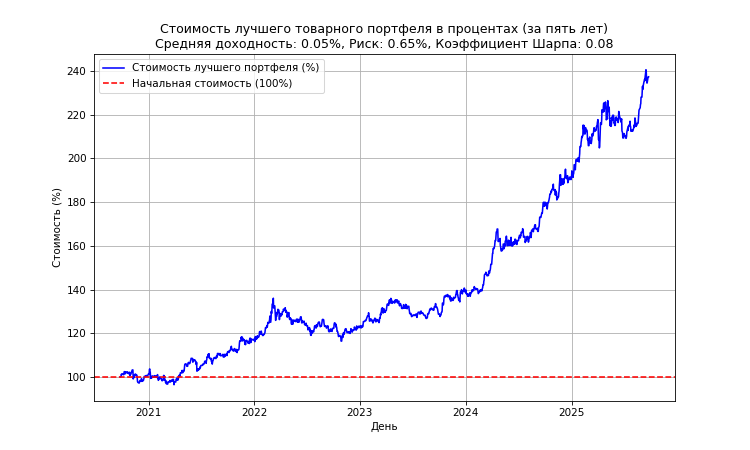 Стоимость лучшего товарного портфеля в процентах (за пять лет)
Средняя доходность: 0.05%, Риск: 0.65%, Коэффициент Шарпа: 0.08
Стоимость лучшего портфеля (%)
Начальная стоимость (100%)
Стоимость (%)
240
220
200
180
160
140
120
100
2021
2022
2023
2024
2025
День